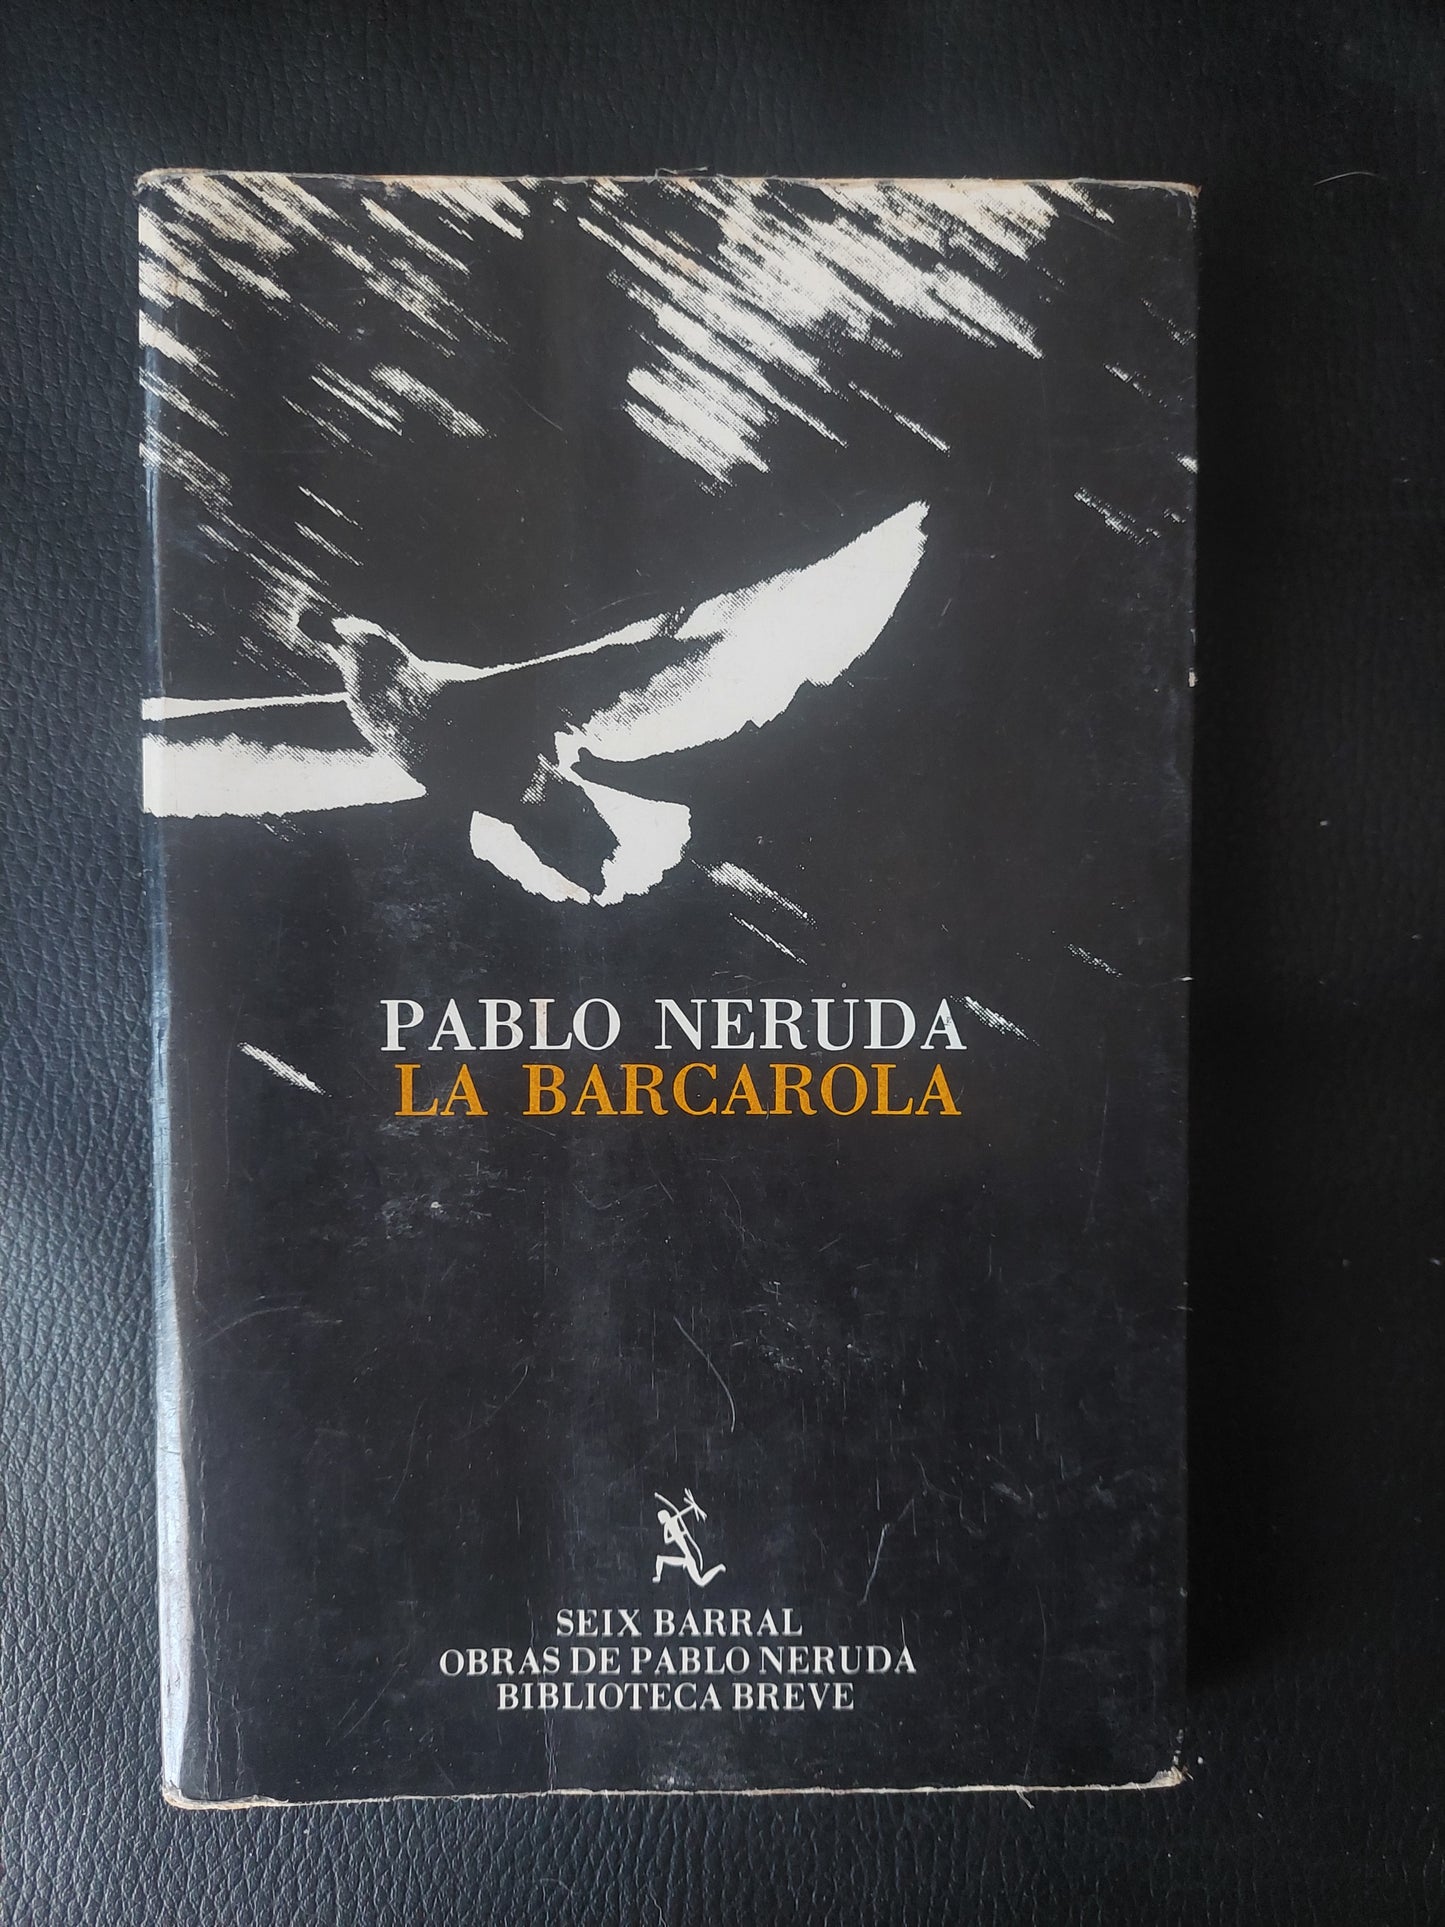 PABLO NERUDA
LA BARCAROLA
SEIX BARRAL
OBRAS DE PABLO NERUDA
BIBLIOTECA BREVE